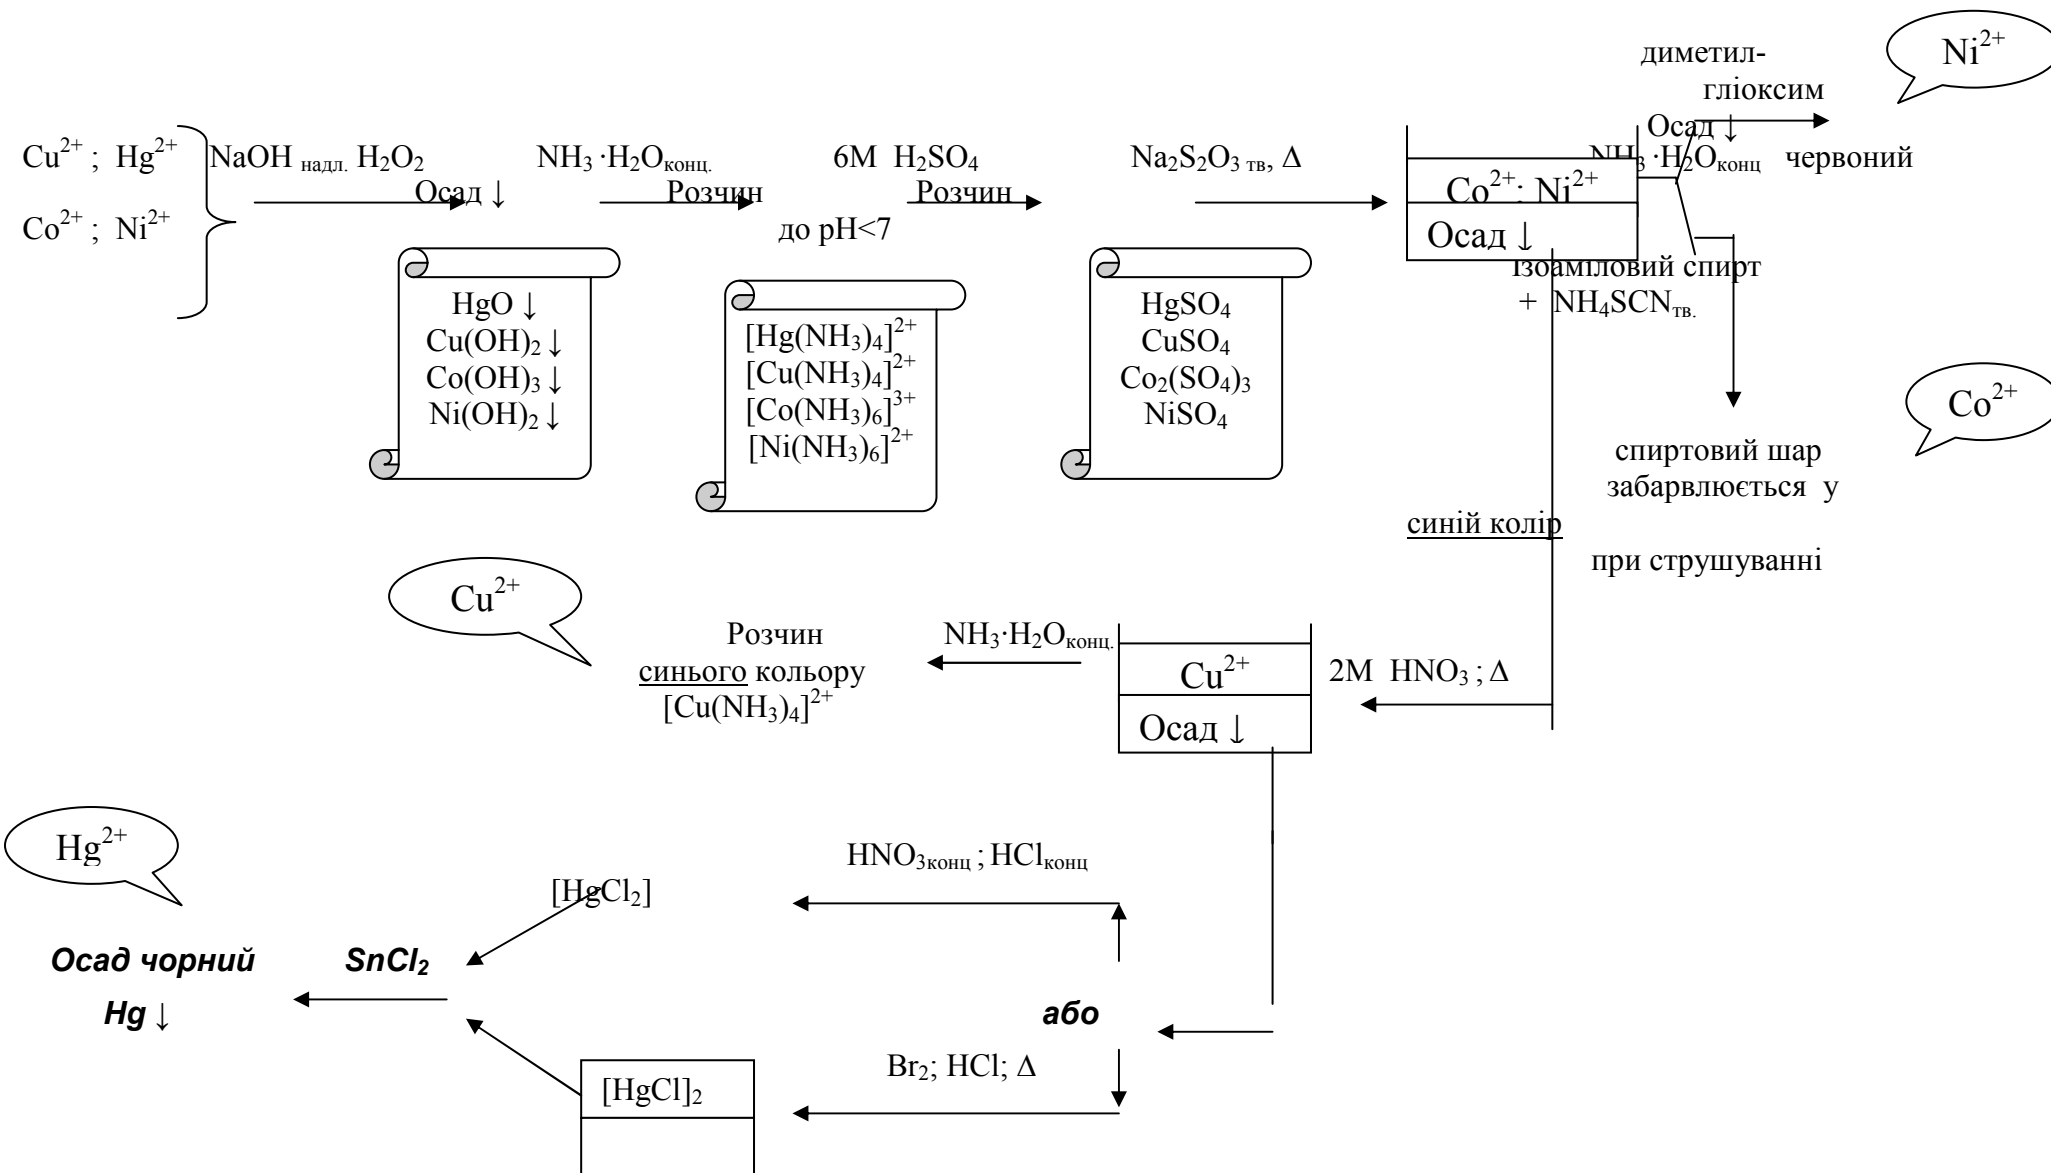 Ni²⁺
диметил-
гліоксим
Осад ↓
Cu²⁺ ; Hg²⁺ NaOH надл. H₂O₂ NH₃ ·H₂Oконц. 6M H₂SO₄ Na₂S₂O₃ тв, Δ NH₃ ·H₂Oконц червоний
Осад ↓ Розчин Розчин Co²⁺; Ni²⁺
Co²⁺ ; Ni²⁺ до pH<7 Осад ↓
Ізоаміловий спирт
+ NH₄SCNтв.
HgO ↓
Cu(OH)₂ ↓
Co(OH)₃ ↓
Ni(OH)₂ ↓
[Hg(NH₃)₄]²⁺
[Cu(NH₃)₄]²⁺
[Co(NH₃)₆]³⁺
[Ni(NH₃)₆]²⁺
HgSO₄
CuSO₄
Co₂(SO₄)₃
NiSO₄
Co²⁺
спиртовий шар
забарвлюється у
синій колір
при струшуванні
Cu²⁺
Розчин
синього кольору
[Cu(NH₃)₄]²⁺
NH₃·H₂Oконц.
Cu²⁺
Осад ↓
2M HNO₃ ; Δ
Hg²⁺
HNO₃конц ; HClконц
[HgCl₂]
Осад чорний
Hg ↓
SnCl₂
або
Br₂; HCl; Δ
[HgCl]₂